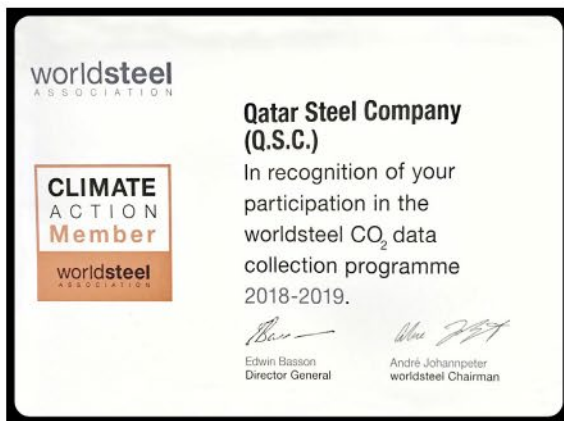 worldsteel
ASSOCIATION
Qatar Steel Company
(Q.S.C.)
In recognition of your
participation in the
worldsteel CO₂ data
collection programme
2018-2019.
CLIMATE
ACTION
Member
worldsteel
ASSOCIATION
Edwin Basson
Director General
André Johannpeter
worldsteel Chairman